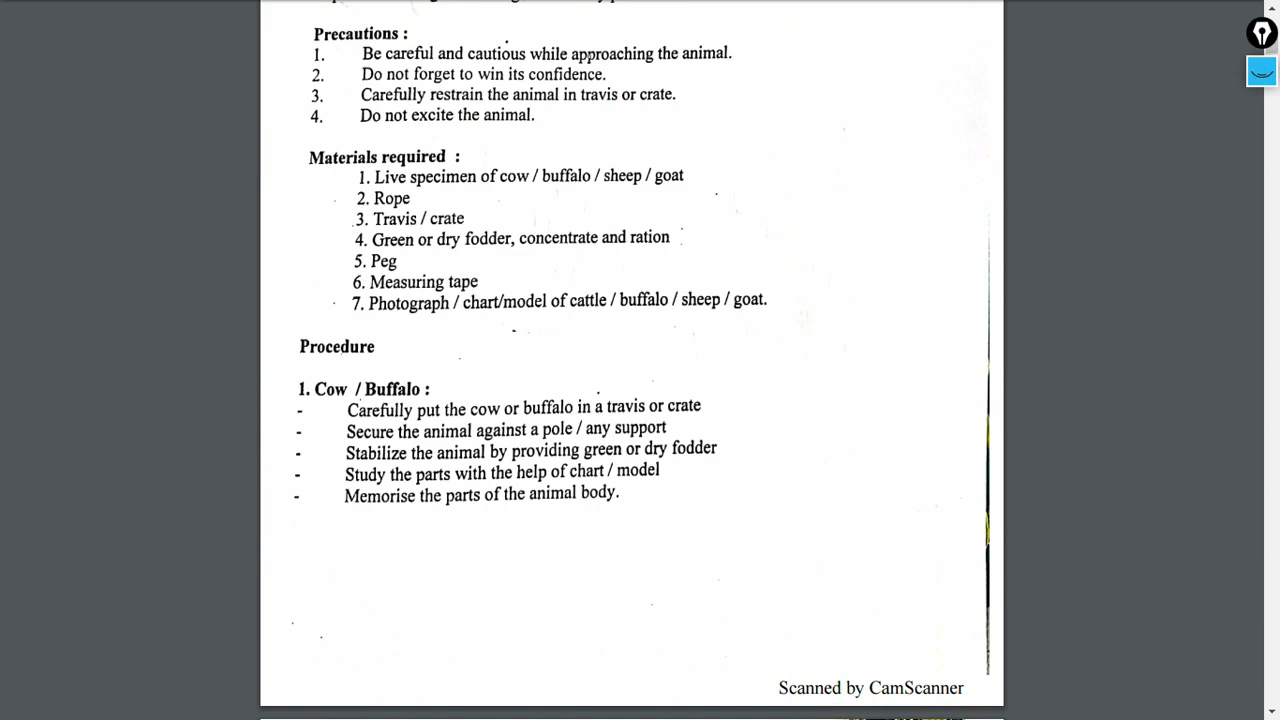 Precautions :
1. Be careful and cautious while approaching the animal.
2. Do not forget to win its confidence.
3. Carefully restrain the animal in travis or crate.
4. Do not excite the animal.
Materials required :
1. Live specimen of cow / buffalo / sheep / goat
2. Rope
3. Travis / crate
4. Green or dry fodder, concentrate and ration
5. Peg
6. Measuring tape
7. Photograph / chart/model of cattle / buffalo / sheep / goat.
Procedure
1. Cow / Buffalo :
- Carefully put the cow or buffalo in a travis or crate
- Secure the animal against a pole / any support
- Stabilize the animal by providing green or dry fodder
- Study the parts with the help of chart / model
- Memorise the parts of the animal body.
Scanned by CamScanner